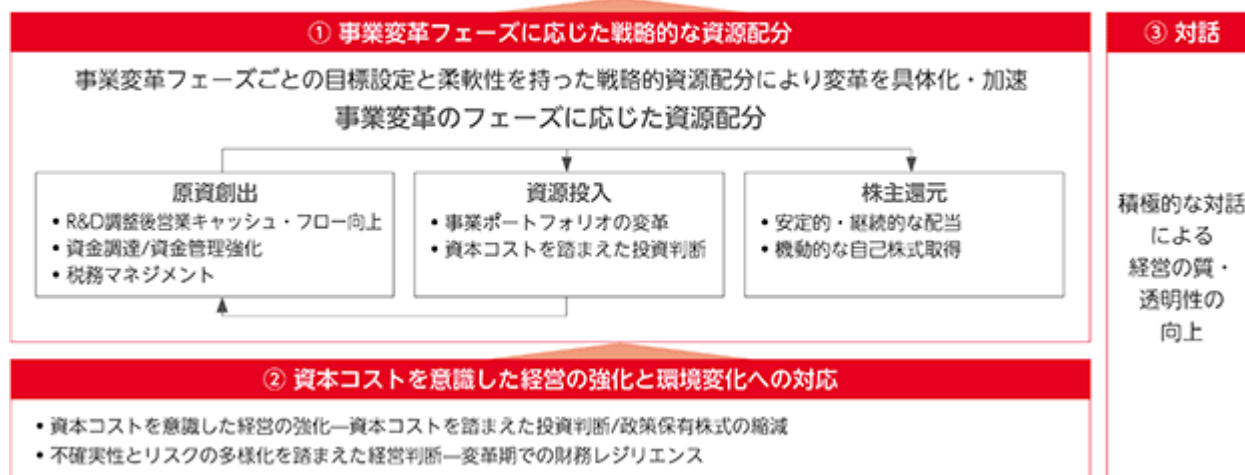 ① 事業変革フェーズに応じた戦略的な資源配分
事業変革フェーズごとの目標設定と柔軟性を持った戦略的資源配分により変革を具体化・加速
事業変革のフェーズに応じた資源配分
原資創出
• R&D調整後営業キャッシュ・フロー向上
• 資金調達/資金管理強化
• 税務マネジメント
資源投入
• 事業ポートフォリオの変革
• 資本コストを踏まえた投資判断
株主還元
• 安定的・継続的な配当
• 機動的な自己株式取得
② 資本コストを意識した経営の強化と環境変化への対応
• 資本コストを意識した経営の強化―資本コストを踏まえた投資判断/政策保有株式の縮減
• 不確実性とリスクの多様化を踏まえた経営判断―変革期での財務レジリエンス
③ 対話
積極的な対話
による
経営の質・
透明性の
向上